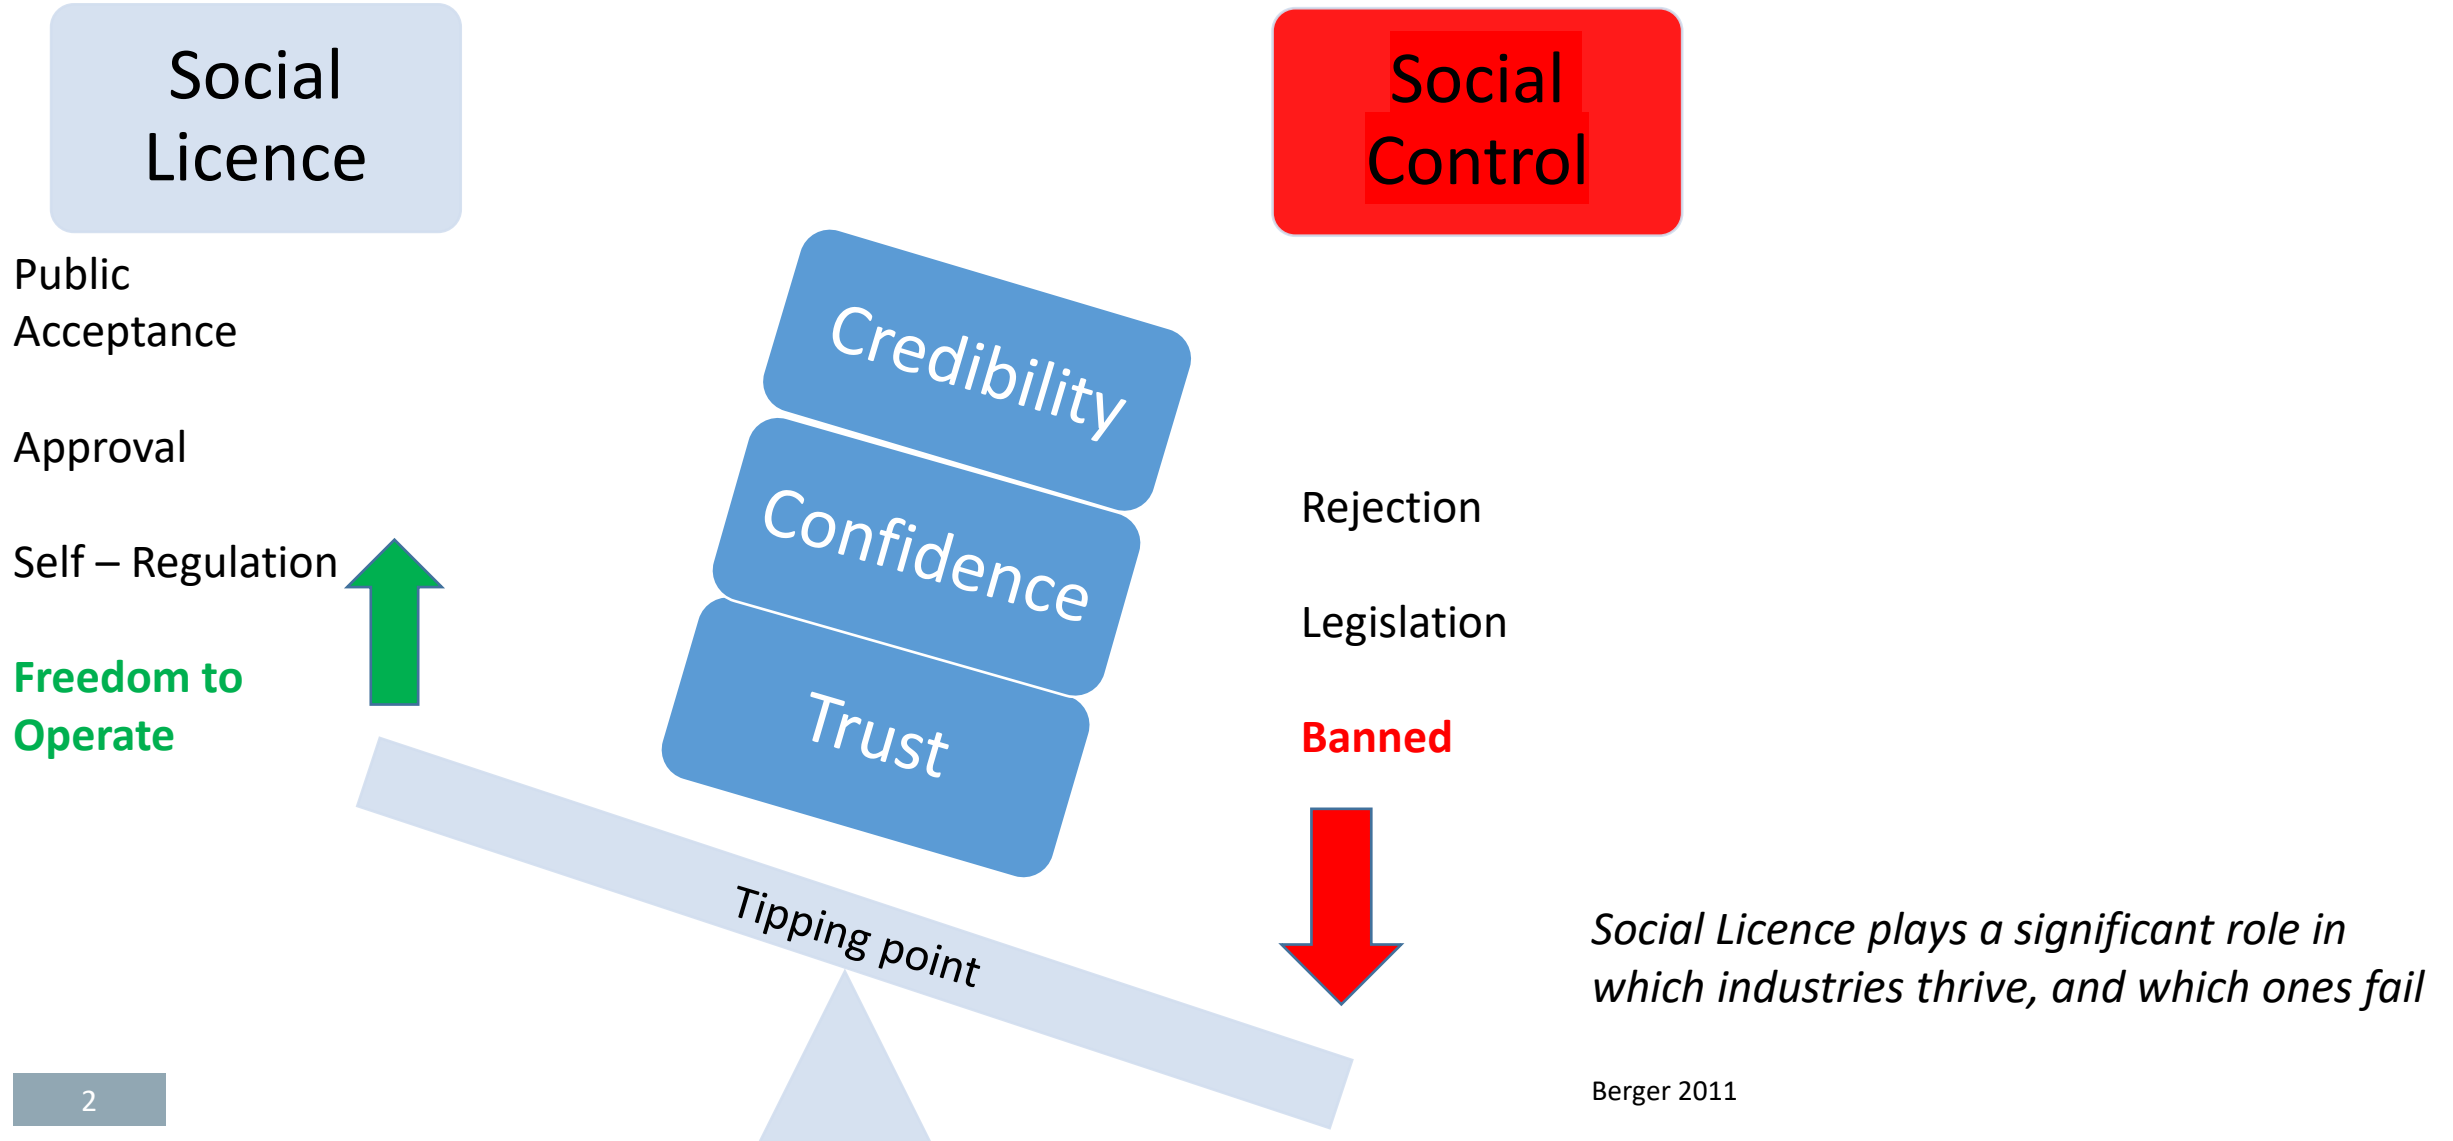 Social
Licence
Social
Control
Public
Acceptance
Approval
Self – Regulation
Freedom to
Operate
Credibility
Confidence
Trust
Tipping point
Rejection
Legislation
Banned
Social Licence plays a significant role in
which industries thrive, and which ones fail
Berger 2011
2